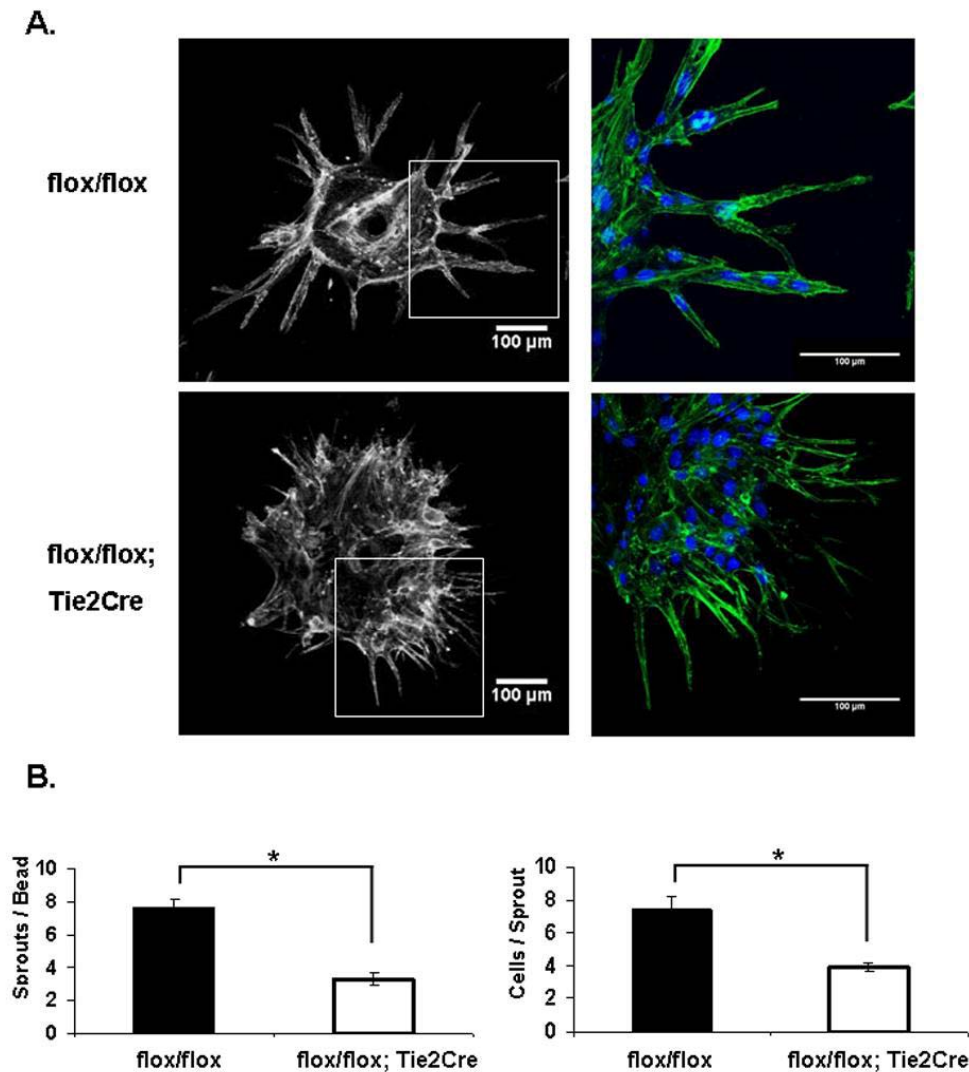 A.
flox/flox
100 µm
100 µm
flox/flox;
Tie2Cre
100 µm
100 µm
B.
Sprouts / Bead
10
8
6
4
2
0
*
flox/flox
flox/flox; Tie2Cre
Cells / Sprout
10
8
6
4
2
0
*
flox/flox
flox/flox; Tie2Cre